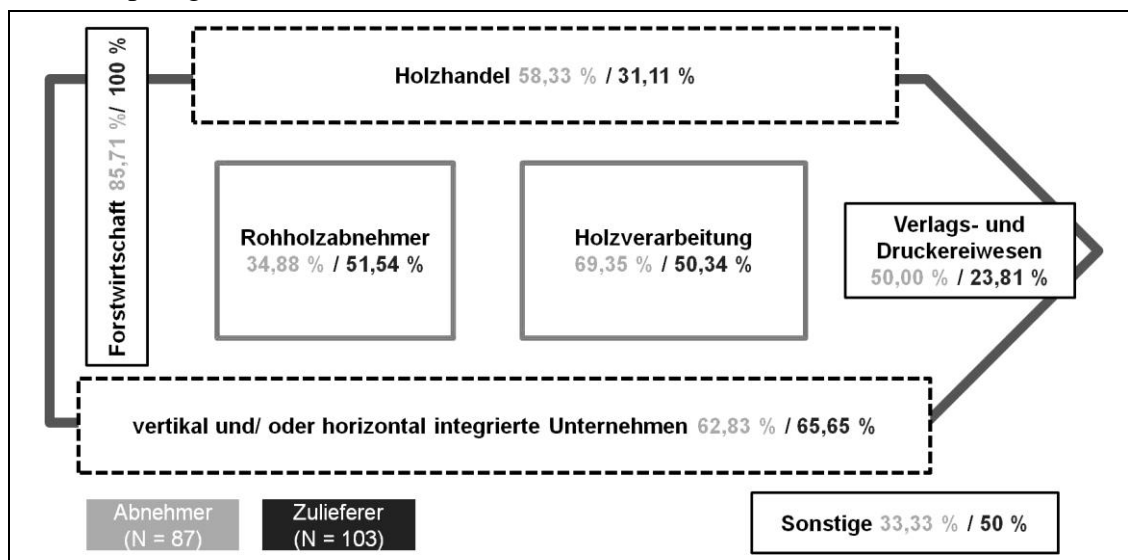 Holzhandel 58,33 % / 31,11 %
Forstwirtschaft 85,71 %/ 100 %
Rohholzabnehmer
34,88 % / 51,54 %
Holzverarbeitung
69,35 % / 50,34 %
Verlags- und
Druckereiwesen
50,00 % / 23,81 %
vertikal und/ oder horizontal integrierte Unternehmen 62,83 % / 65,65 %
Abnehmer
(N = 87)
Zulieferer
(N = 103)
Sonstige 33,33 % / 50 %